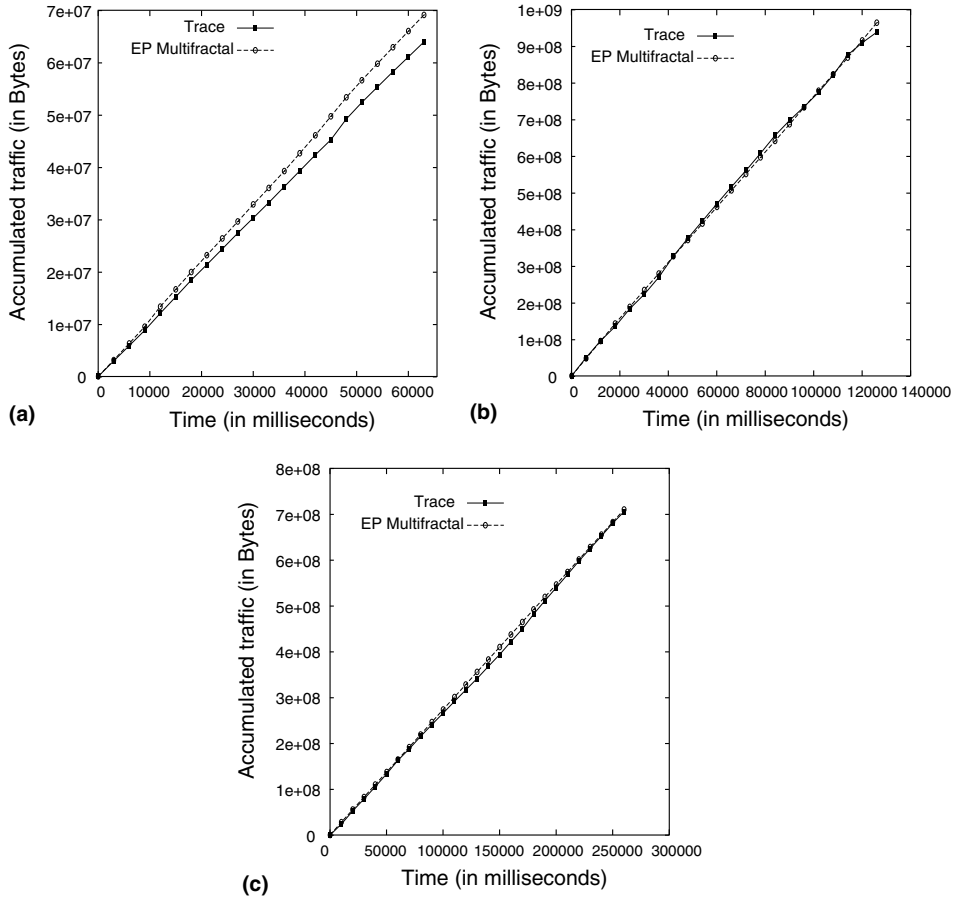 7e+07
6e+07
5e+07
4e+07
3e+07
2e+07
1e+07
0
Accumulated traffic (in Bytes)
Trace
EP Multifractal
0 10000 20000 30000 40000 50000 60000
Time (in milliseconds)
(a)
1e+09
9e+08
8e+08
7e+08
6e+08
5e+08
4e+08
3e+08
2e+08
1e+08
0
Accumulated traffic (in Bytes)
Trace
EP Multifractal
0 20000 40000 60000 80000 100000 120000 140000
Time (in milliseconds)
(b)
8e+08
7e+08
6e+08
5e+08
4e+08
3e+08
2e+08
1e+08
0
Accumulated traffic (in Bytes)
Trace
EP Multifractal
0 50000 100000 150000 200000 250000 300000
Time (in milliseconds)
(c)